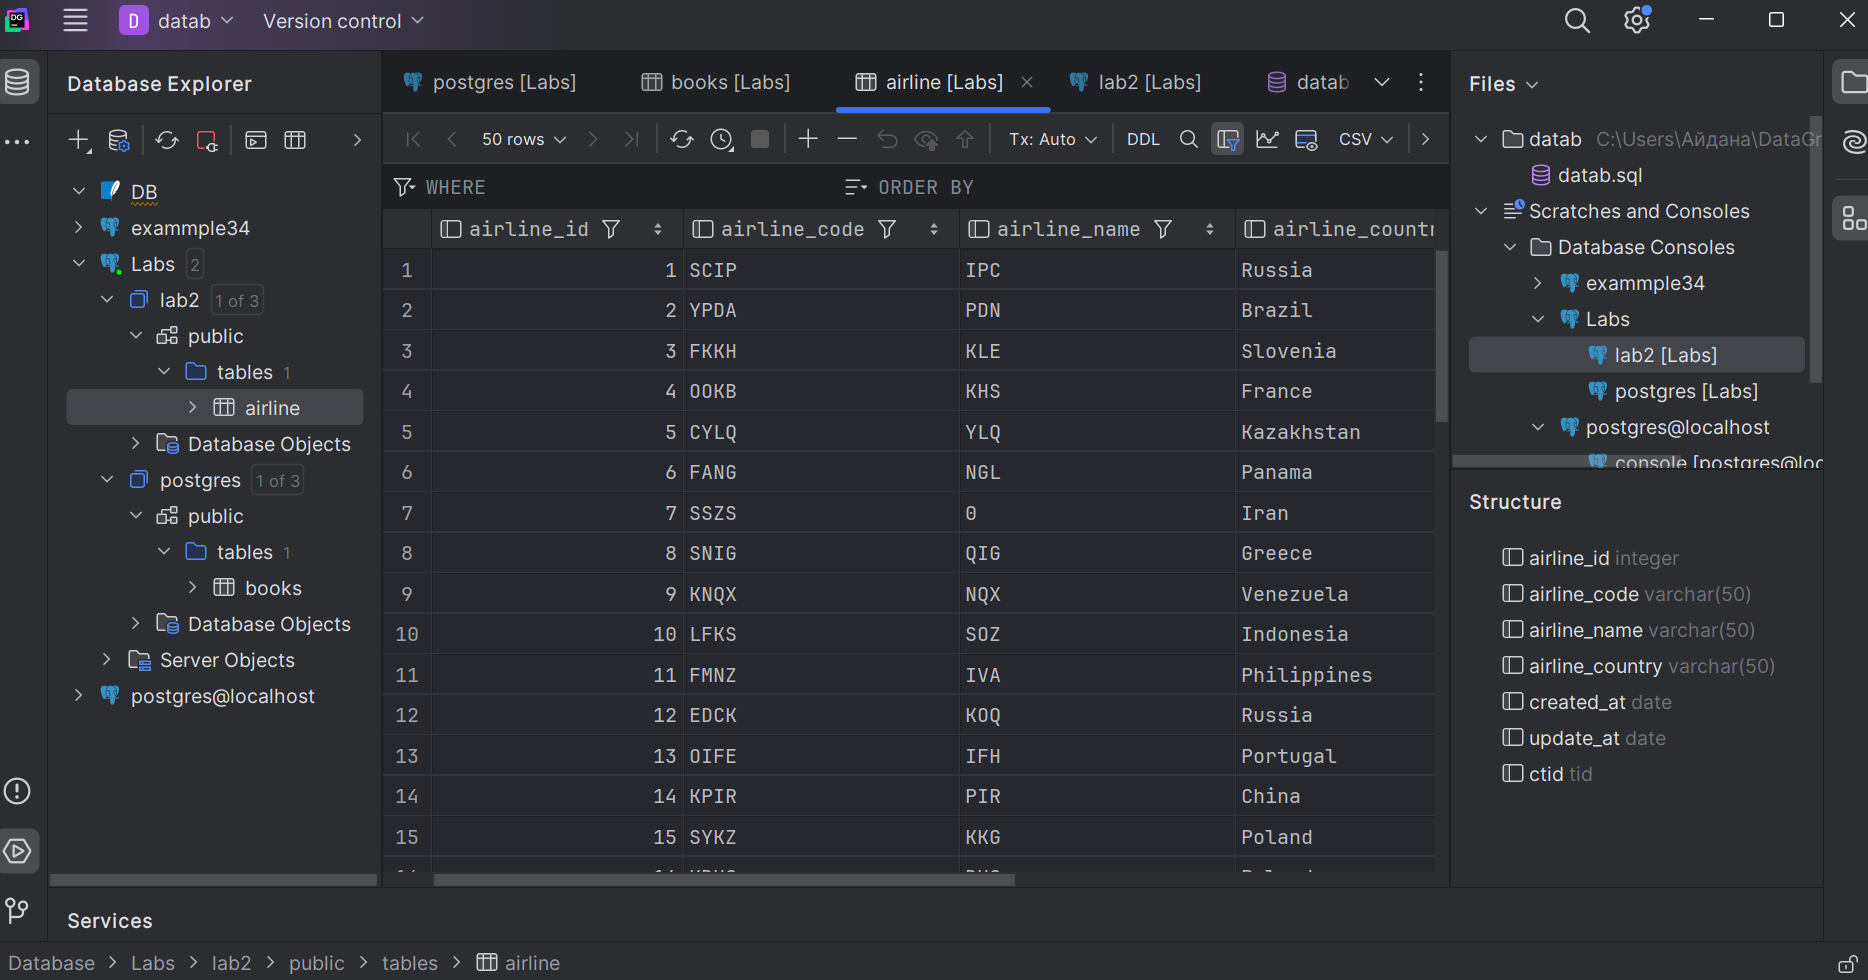 D datab Version control
Database Explorer
DB
exammple34
Labs 2
lab2 1 of 3
public
tables 1
airline
Database Objects
postgres 1 of 3
public
tables 1
books
Database Objects
Server Objects
postgres@localhost
postgres [Labs] books [Labs] airline [Labs] lab2 [Labs] datab
50 rows Tx: Auto DDL CSV
WHERE ORDER BY
airline_id airline_code airline_name airline_countr
1 1 SCIP IPC Russia
2 2 YPDA PDN Brazil
3 3 FKKH KLE Slovenia
4 4 OOKB KHS France
5 5 CYLQ YLQ Kazakhstan
6 6 FANG NGL Panama
7 7 SSZS 0 Iran
8 8 SNIG QIG Greece
9 9 KNQX NQX Venezuela
10 10 LFKS SOZ Indonesia
11 11 FMNZ IVA Philippines
12 12 EDCK KOQ Russia
13 13 OIFE IFH Portugal
14 14 KPIR PIR China
15 15 SYKZ KKG Poland
Files
datab C:\Users\Айдана\DataGr
datab.sql
Scratches and Consoles
Database Consoles
exammple34
Labs
lab2 [Labs]
postgres [Labs]
postgres@localhost
console [postgres@loc
Structure
airline_id integer
airline_code varchar(50)
airline_name varchar(50)
airline_country varchar(50)
created_at date
update_at date
ctid tid
Services
Database Labs lab2 public tables airline